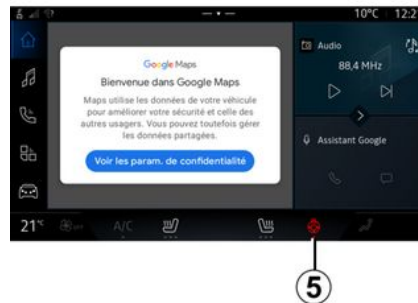 10°C 12:2
Google Maps
Bienvenue dans Google Maps
Maps utilise les données de votre véhicule
pour améliorer votre sécurité et celle des
autres usagers. Vous pouvez toutefois gérer
les données partagées.
Voir les param. de confidentialité
Audio
88,4 MHz
Assistant Google
21°c
OFF
A/C
5